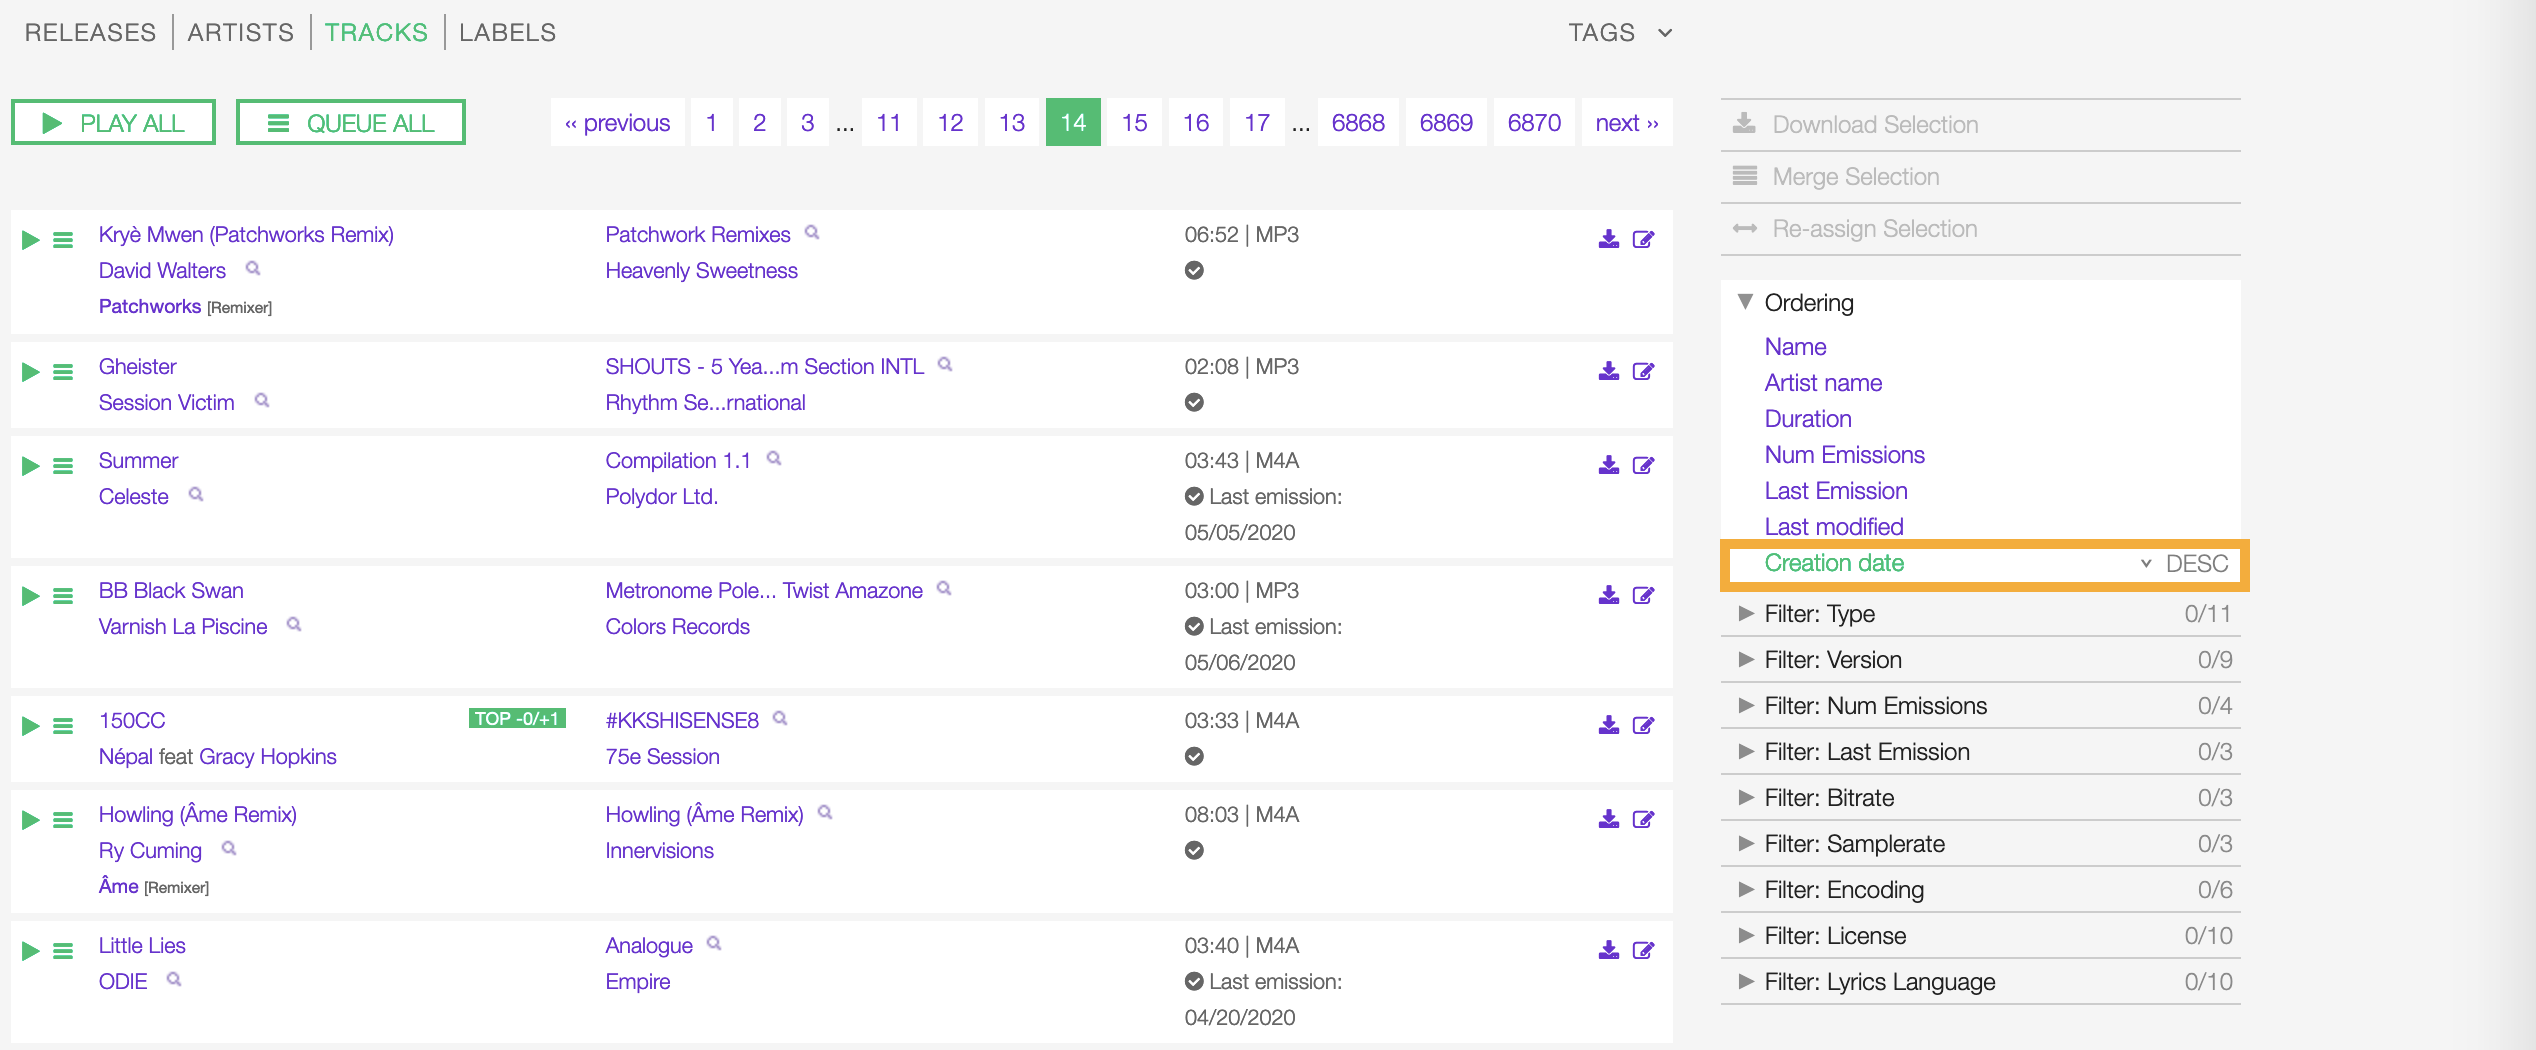 RELEASES | ARTISTS | TRACKS | LABELS
TAGS
PLAY ALL
QUEUE ALL
‹‹ previous 1 2 3 ... 11 12 13 14 15 16 17 ... 6868 6869 6870 next ››
Kryè Mwen (Patchworks Remix)
David Walters
Patchworks [Remixer]
Patchwork Remixes
Heavenly Sweetness
06:52 | MP3
Gheister
Session Victim
SHOUTS - 5 Yea...m Section INTL
Rhythm Se...rnational
02:08 | MP3
Summer
Celeste
Compilation 1.1
Polydor Ltd.
03:43 | M4A
Last emission:
05/05/2020
BB Black Swan
Varnish La Piscine
Metronome Pole... Twist Amazone
Colors Records
03:00 | MP3
Last emission:
05/06/2020
150CC
TOP -0/+1
Népal feat Gracy Hopkins
#KKSHISENSE8
75e Session
03:33 | M4A
Howling (Âme Remix)
Ry Cuming
Âme [Remixer]
Howling (Âme Remix)
Innervisions
08:03 | M4A
Little Lies
ODIE
Analogue
Empire
03:40 | M4A
Last emission:
04/20/2020
Download Selection
Merge Selection
Re-assign Selection
Ordering
Name
Artist name
Duration
Num Emissions
Last Emission
Last modified
Creation date DESC
Filter: Type 0/11
Filter: Version 0/9
Filter: Num Emissions 0/4
Filter: Last Emission 0/3
Filter: Bitrate 0/3
Filter: Samplerate 0/3
Filter: Encoding 0/6
Filter: License 0/10
Filter: Lyrics Language 0/10